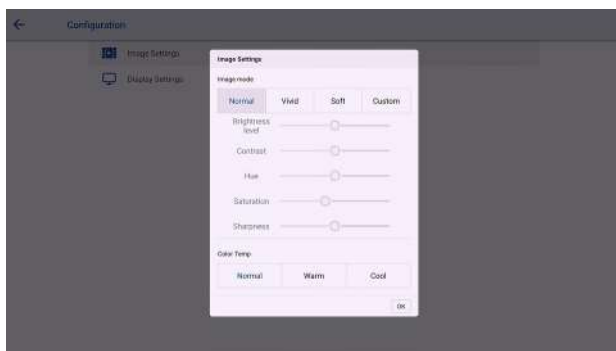 Configuration
Image Settings
Display Settings
Image Settings
Image mode
Normal Vivid Soft Custom
Brightness
level
Contrast
Hue
Saturation
Sharpness
Color Temp
Normal Warm Cool
OK